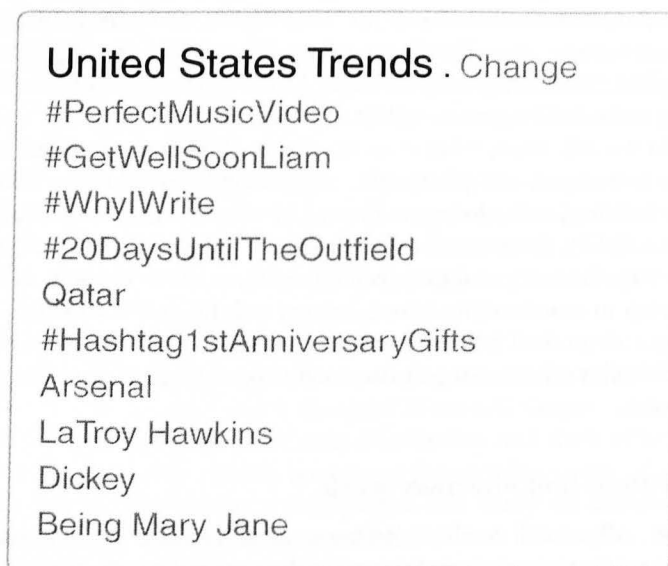 United States Trends . Change
#PerfectMusicVideo
#GetWellSoonLiam
#WhyIWrite
#20DaysUntilTheOutfield
Qatar
#Hashtag1stAnniversaryGifts
Arsenal
LaTroy Hawkins
Dickey
Being Mary Jane